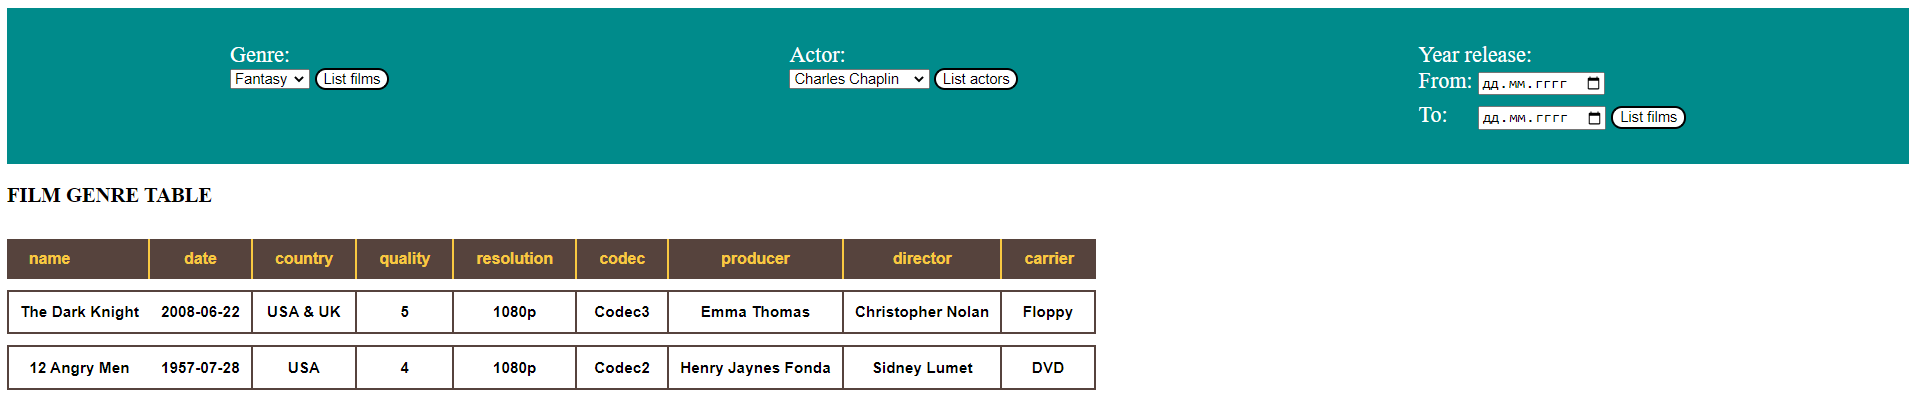 Genre:
Fantasy List films
Actor:
Charles Chaplin List actors
Year release:
From: дд.мм.гггг
To: дд.мм.гггг List films
FILM GENRE TABLE
name date country quality resolution codec producer director carrier
The Dark Knight 2008-06-22 USA & UK 5 1080p Codec3 Emma Thomas Christopher Nolan Floppy
12 Angry Men 1957-07-28 USA 4 1080p Codec2 Henry Jaynes Fonda Sidney Lumet DVD